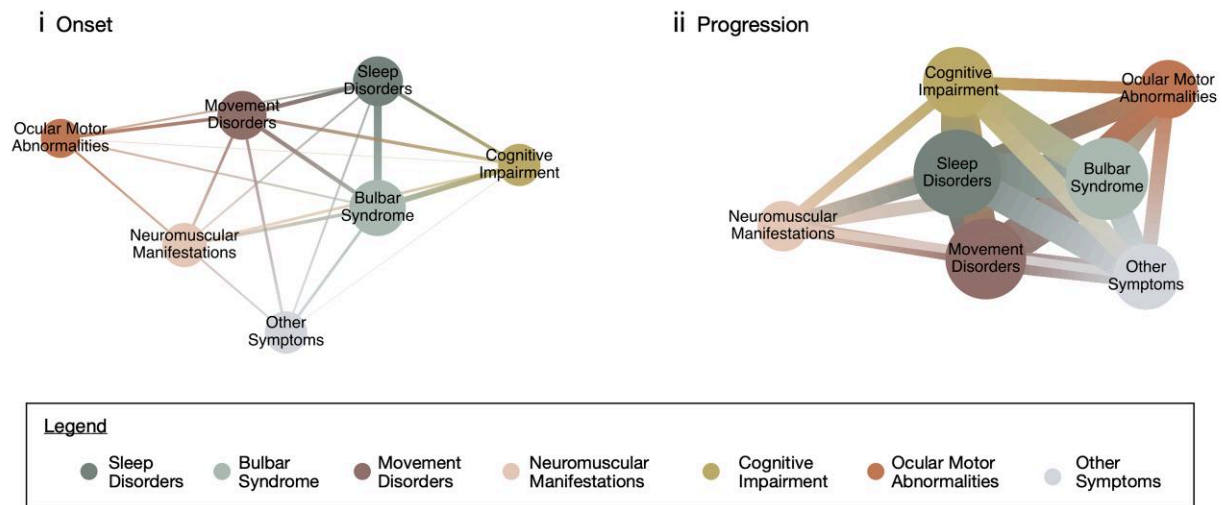 i Onset
Sleep
Disorders
Movement
Disorders
Ocular Motor
Abnormalities
Cognitive
Impairment
Bulbar
Syndrome
Neuromuscular
Manifestations
Other
Symptoms
ii Progression
Cognitive
Impairment
Ocular Motor
Abnormalities
Sleep
Disorders
Bulbar
Syndrome
Neuromuscular
Manifestations
Movement
Disorders
Other
Symptoms
Legend
Sleep
Disorders
Bulbar
Syndrome
Movement
Disorders
Neuromuscular
Manifestations
Cognitive
Impairment
Ocular Motor
Abnormalities
Other
Symptoms